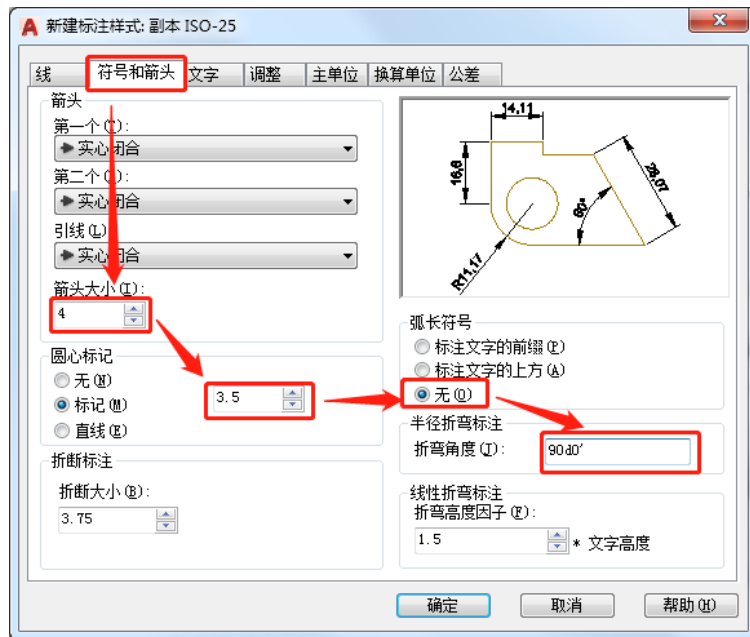 新建标注样式: 副本 ISO-25
线
符号和箭头
文字
调整
主单位
换算单位
公差
箭头
第一个(T):
实心闭合
第二个(D):
实心闭合
引线(L):
实心闭合
箭头大小(I):
4
圆心标记
无(N)
标记(M)
直线(E)
3.5
折断标注
折断大小(B):
3.75
14,11
16,6
28,07
60°
R11,17
弧长符号
标注文字的前缀(P)
标注文字的上方(A)
无(O)
半径折弯标注
折弯角度(J):
90d0′
线性折弯标注
折弯高度因子(F):
1.5
* 文字高度
确定
取消
帮助(H)